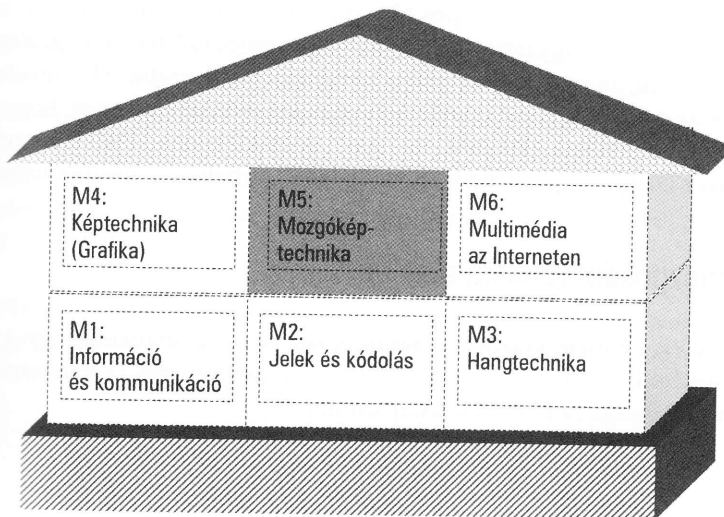 M4:
Képtechnika
(Grafika)
M5:
Mozgókép-
technika
M6:
Multimédia
az Interneten
M1:
Információ
és kommunikáció
M2:
Jelek és kódolás
M3:
Hangtechnika